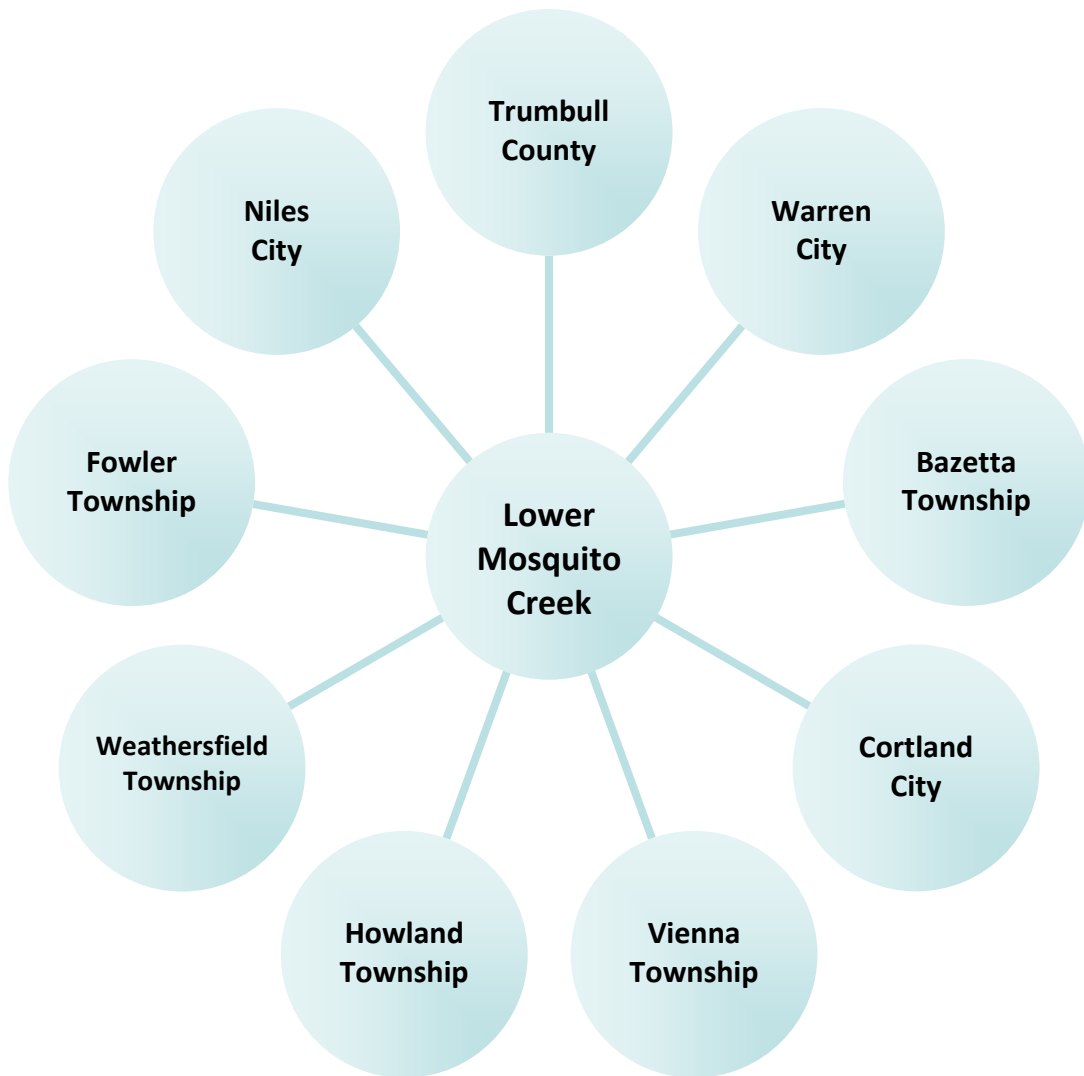 Trumbull
County
Warren
City
Bazetta
Township
Cortland
City
Vienna
Township
Howland
Township
Weathersfield
Township
Fowler
Township
Niles
City
Lower
Mosquito
Creek